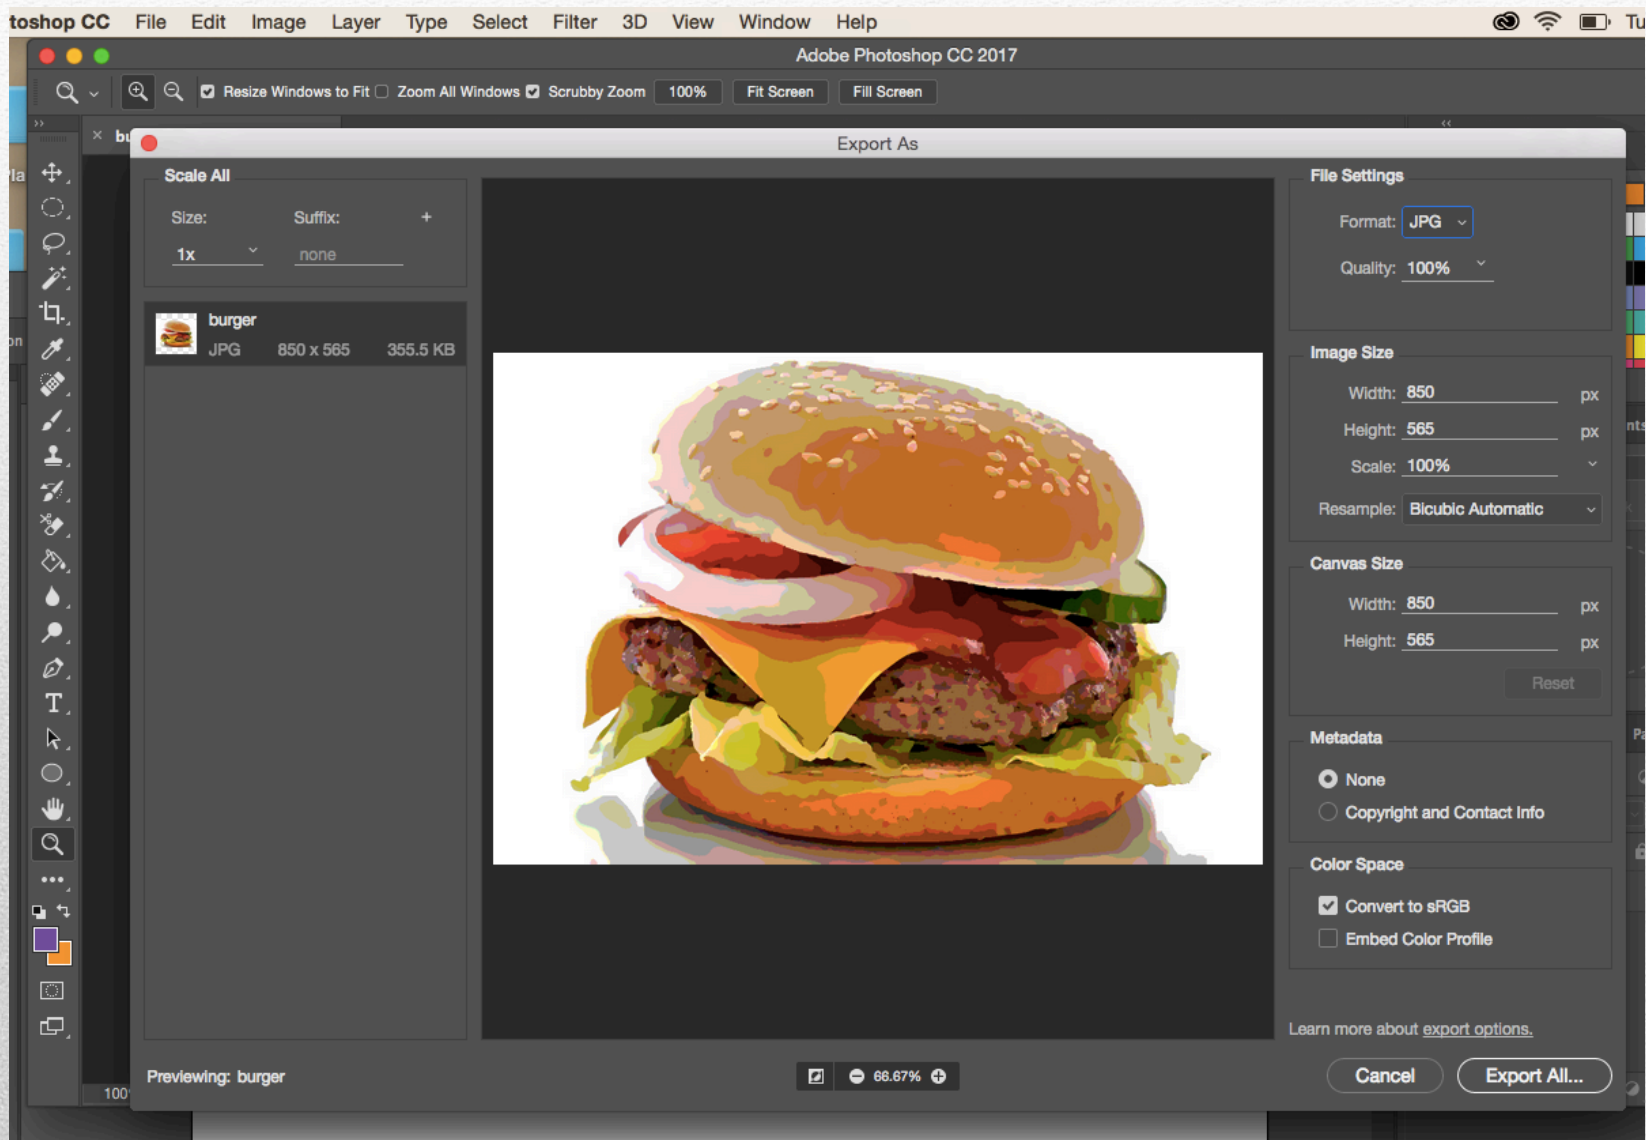 toshop CC File Edit Image Layer Type Select Filter 3D View Window Help Tu
Adobe Photoshop CC 2017
Resize Windows to Fit Zoom All Windows Scrubby Zoom 100% Fit Screen Fill Screen
bu
Export As
Scale All
Size: Suffix: +
1x none
burger
JPG 850 x 565 355.5 KB
File Settings
Format: JPG
Quality: 100%
Image Size
Width: 850 px
Height: 565 px
Scale: 100%
Resample: Bicubic Automatic
Canvas Size
Width: 850 px
Height: 565 px
Reset
Metadata
None
Copyright and Contact Info
Color Space
Convert to sRGB
Embed Color Profile
Learn more about export options.
Previewing: burger
66.67%
Cancel Export All...
100